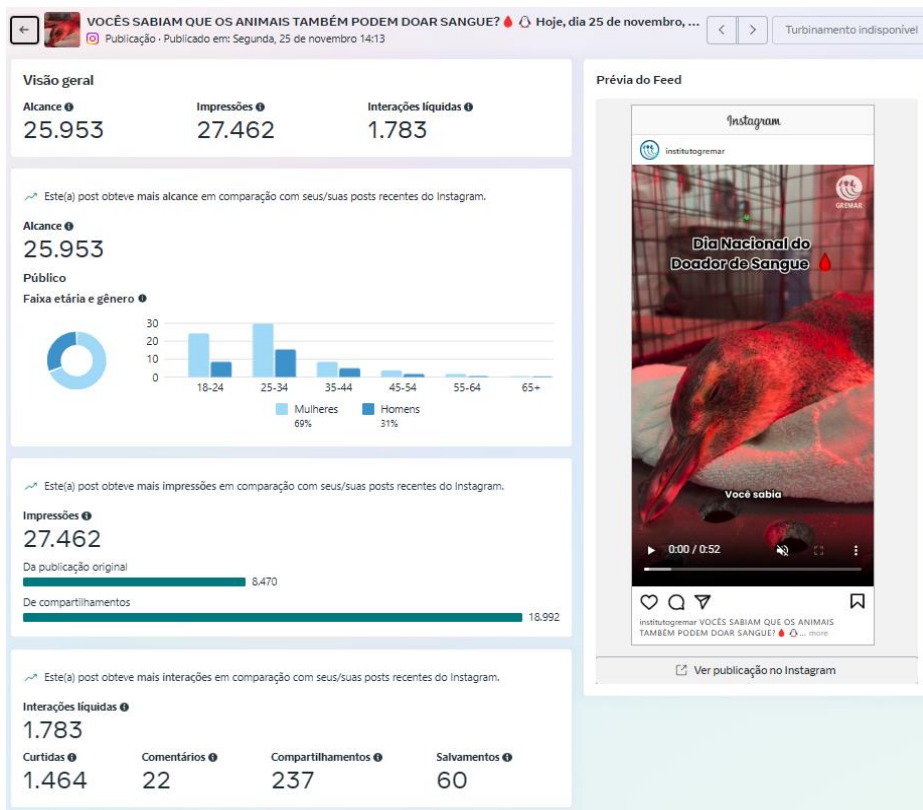 VOCÊS SABIAM QUE OS ANIMAIS TAMBÉM PODEM DOAR SANGUE?🩸 🐧 Hoje, dia 25 de novembro, ...
Publicação · Publicado em: Segunda, 25 de novembro 14:13
Turbinamento indisponível
Visão geral
Alcance Impressões Interações líquidas
25.953 27.462 1.783
Este(a) post obteve mais alcance em comparação com seus/suas posts recentes do Instagram.
Alcance
25.953
Público
Faixa etária e gênero
30
20
10
0
18-24 25-34 35-44 45-54 55-64 65+
Mulheres Homens
69% 31%
Este(a) post obteve mais impressões em comparação com seus/suas posts recentes do Instagram.
Impressões
27.462
Da publicação original
8.470
De compartilhamentos
18.992
Este(a) post obteve mais interações em comparação com seus/suas posts recentes do Instagram.
Interações líquidas
1.783
Curtidas Comentários Compartilhamentos Salvamentos
1.464 22 237 60
Prévia do Feed
Instagram
institutogremar
GREMAR
Dia Nacional do
Doador de Sangue 🩸
Você sabia
0:00 / 0:52
institutogremar VOCÊS SABIAM QUE OS ANIMAIS
TAMBÉM PODEM DOAR SANGUE?🩸 🐧 ... more
Ver publicação no Instagram